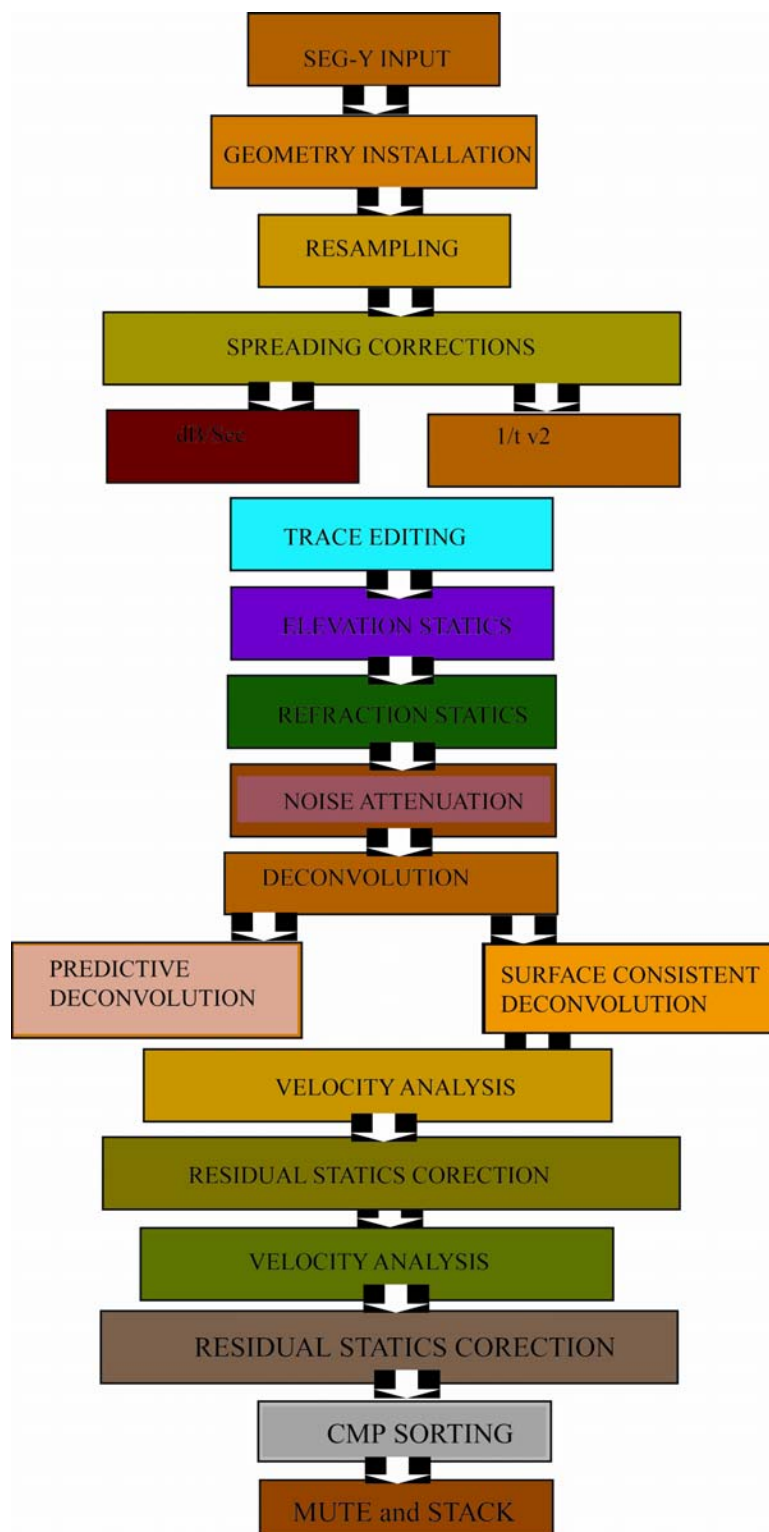 SEG-Y INPUT
GEOMETRY INSTALLATION
RESAMPLING
SPREADING CORRECTIONS
dB/Sec
1/t v2
TRACE EDITING
ELEVATION STATICS
REFRACTION STATICS
NOISE ATTENUATION
DECONVOLUTION
PREDICTIVE
DECONVOLUTION
SURFACE CONSISTENT
DECONVOLUTION
VELOCITY ANALYSIS
RESIDUAL STATICS CORECTION
VELOCITY ANALYSIS
RESIDUAL STATICS CORECTION
CMP SORTING
MUTE and STACK